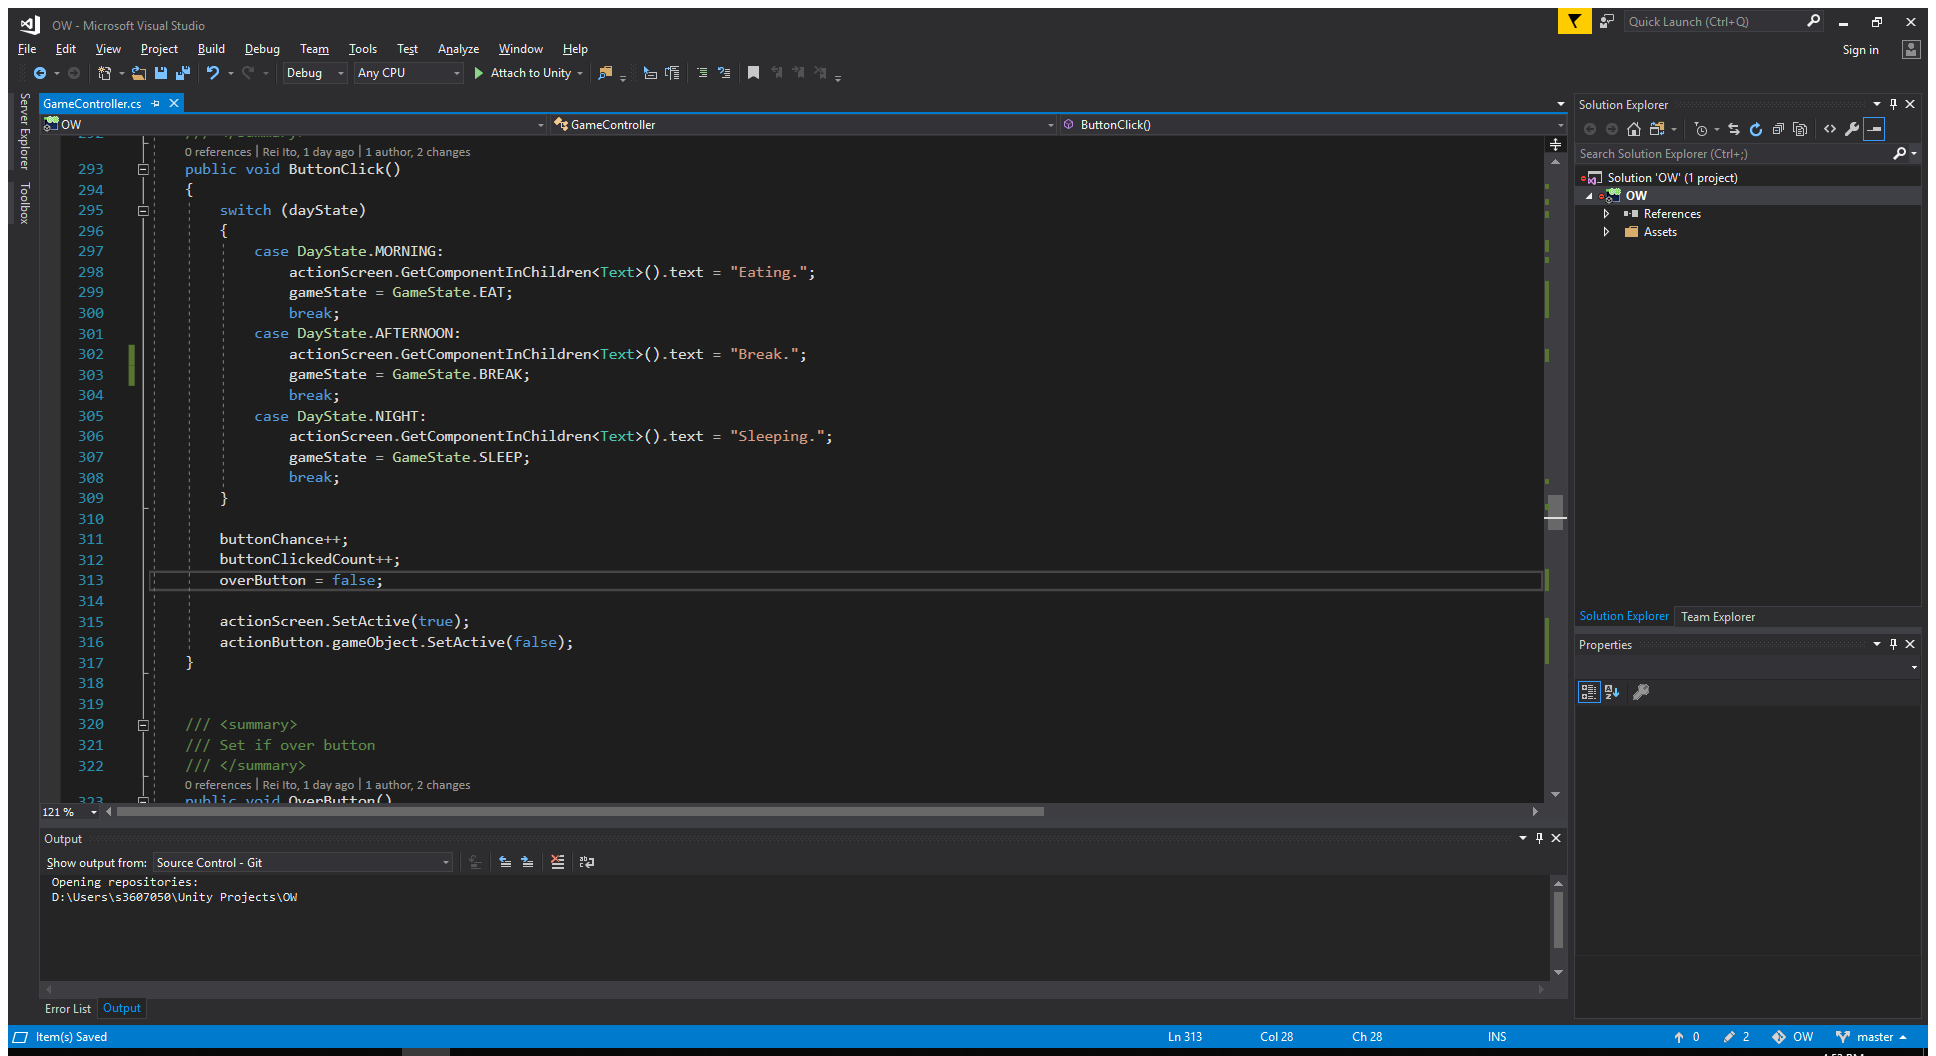 OW - Microsoft Visual Studio
Quick Launch (Ctrl+Q)
File Edit View Project Build Debug Team Tools Test Analyze Window Help
Sign in
Debug Any CPU Attach to Unity
Server Explorer
Toolbox
GameController.cs
OW GameController ButtonClick()
292 /// </summary>
0 references | Rei Ito, 1 day ago | 1 author, 2 changes
293 public void ButtonClick()
294 {
295 switch (dayState)
296 {
297 case DayState.MORNING:
298 actionScreen.GetComponentInChildren<Text>().text = "Eating.";
299 gameState = GameState.EAT;
300 break;
301 case DayState.AFTERNOON:
302 actionScreen.GetComponentInChildren<Text>().text = "Break.";
303 gameState = GameState.BREAK;
304 break;
305 case DayState.NIGHT:
306 actionScreen.GetComponentInChildren<Text>().text = "Sleeping.";
307 gameState = GameState.SLEEP;
308 break;
309 }
310
311 buttonChance++;
312 buttonClickedCount++;
313 overButton = false;
314
315 actionScreen.SetActive(true);
316 actionButton.gameObject.SetActive(false);
317 }
318
319
320 /// <summary>
321 /// Set if over button
322 /// </summary>
0 references | Rei Ito, 1 day ago | 1 author, 2 changes
323 public void OverButton()
121 %
Output
Show output from: Source Control - Git
Opening repositories:
D:\Users\s3607050\Unity Projects\OW
Error List Output
Solution Explorer
Search Solution Explorer (Ctrl+;)
Solution 'OW' (1 project)
OW
References
Assets
Solution Explorer Team Explorer
Properties
Item(s) Saved Ln 313 Col 28 Ch 28 INS 0 2 OW master